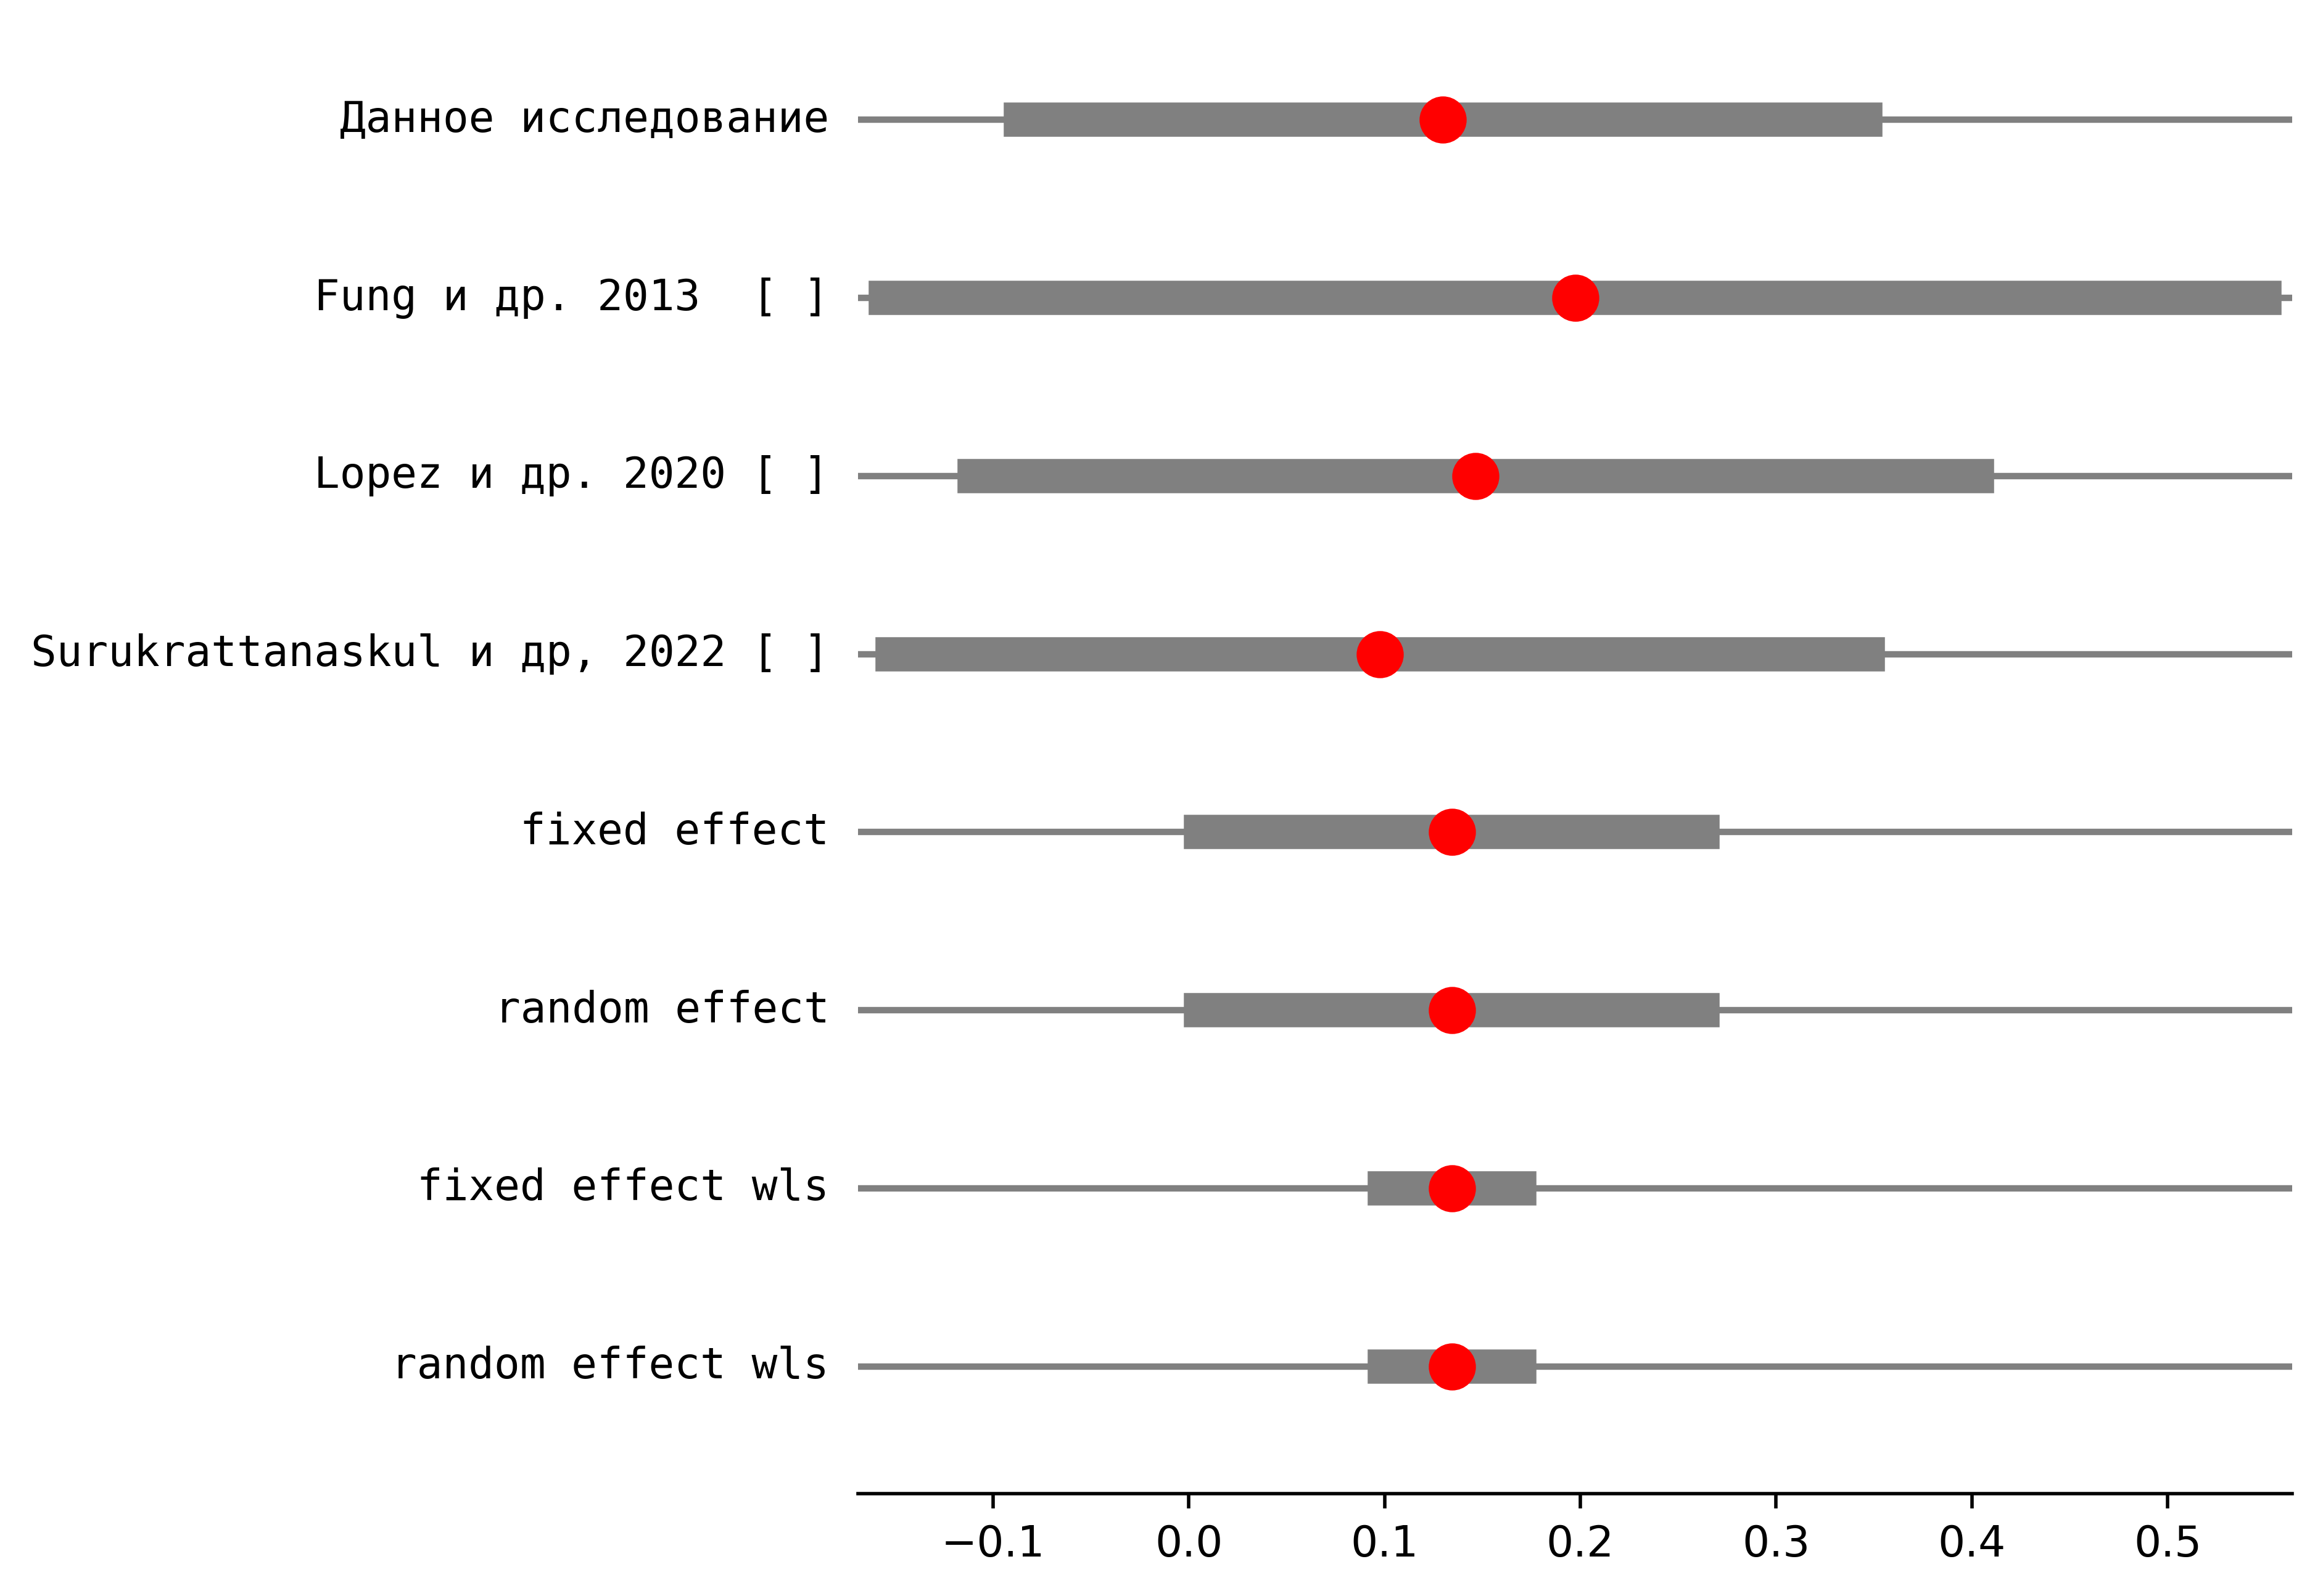 Данное исследование
Fung и др. 2013  [ ]
Lopez и др. 2020 [ ]
Surukrattanaskul и др, 2022 [ ]
fixed effect
random effect
fixed effect wls
random effect wls
−0.1 0.0 0.1 0.2 0.3 0.4 0.5